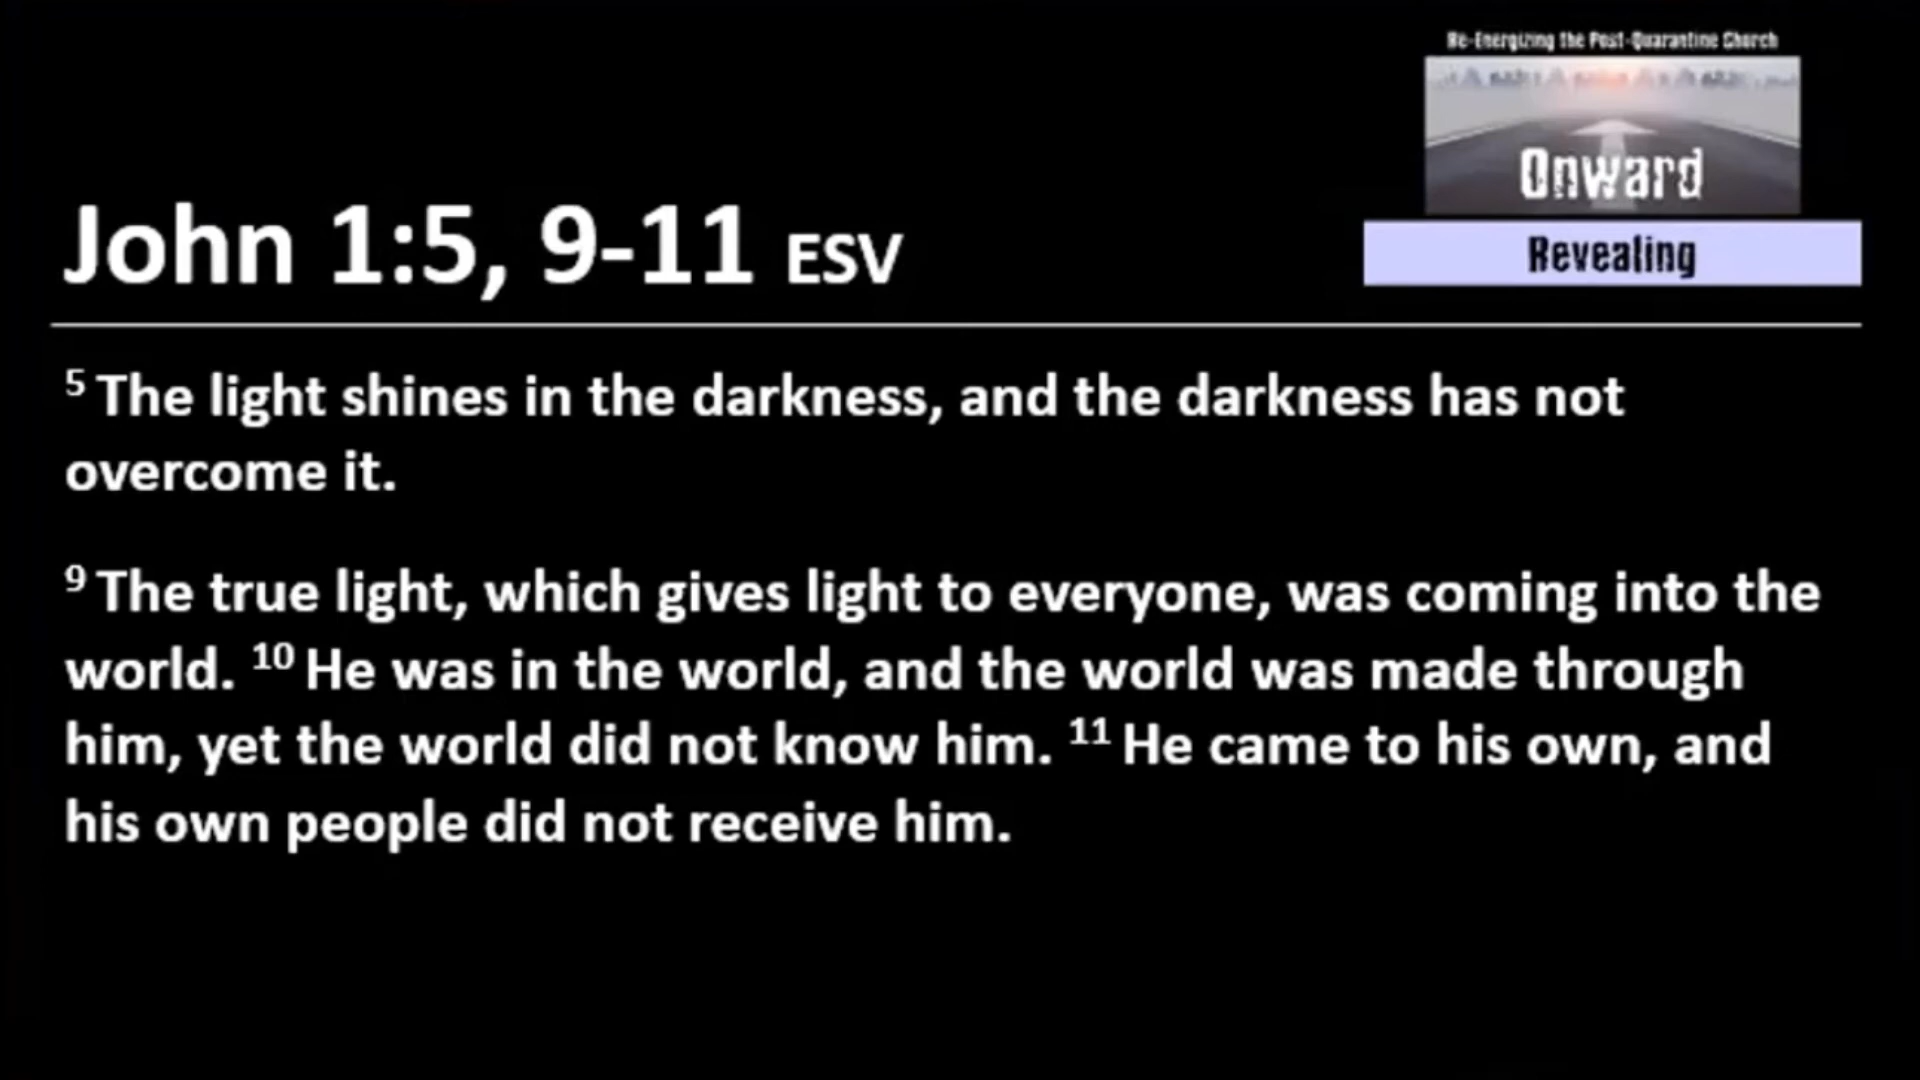 Re-Energizing the Post-Quarantine Church
Onward
Revealing
John 1:5, 9-11 ESV
5 The light shines in the darkness, and the darkness has not
overcome it.
9 The true light, which gives light to everyone, was coming into the
world. 10 He was in the world, and the world was made through
him, yet the world did not know him. 11 He came to his own, and
his own people did not receive him.